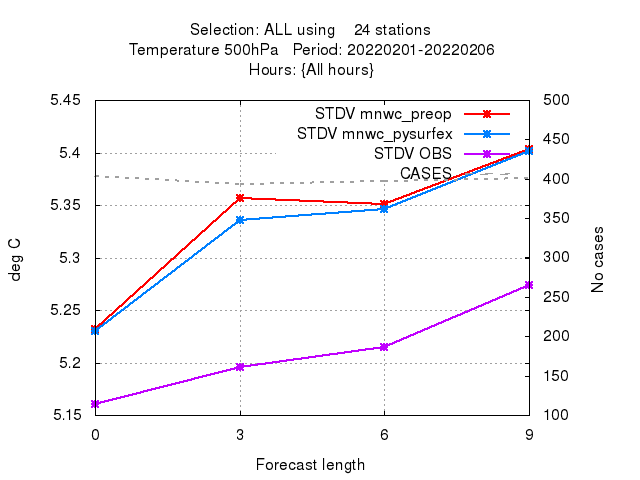 Selection: ALL using    24 stations
Temperature 500hPa   Period: 20220201-20220206
Hours: {All hours}
5.45 500
STDV mnwc_preop
450
STDV mnwc_pysurfex
5.4 STDV OBS
CASES 400
5.35 350
5.3 300
deg C No cases
250
5.25
200
5.2
150
5.15 100
0 3 6 9
Forecast length